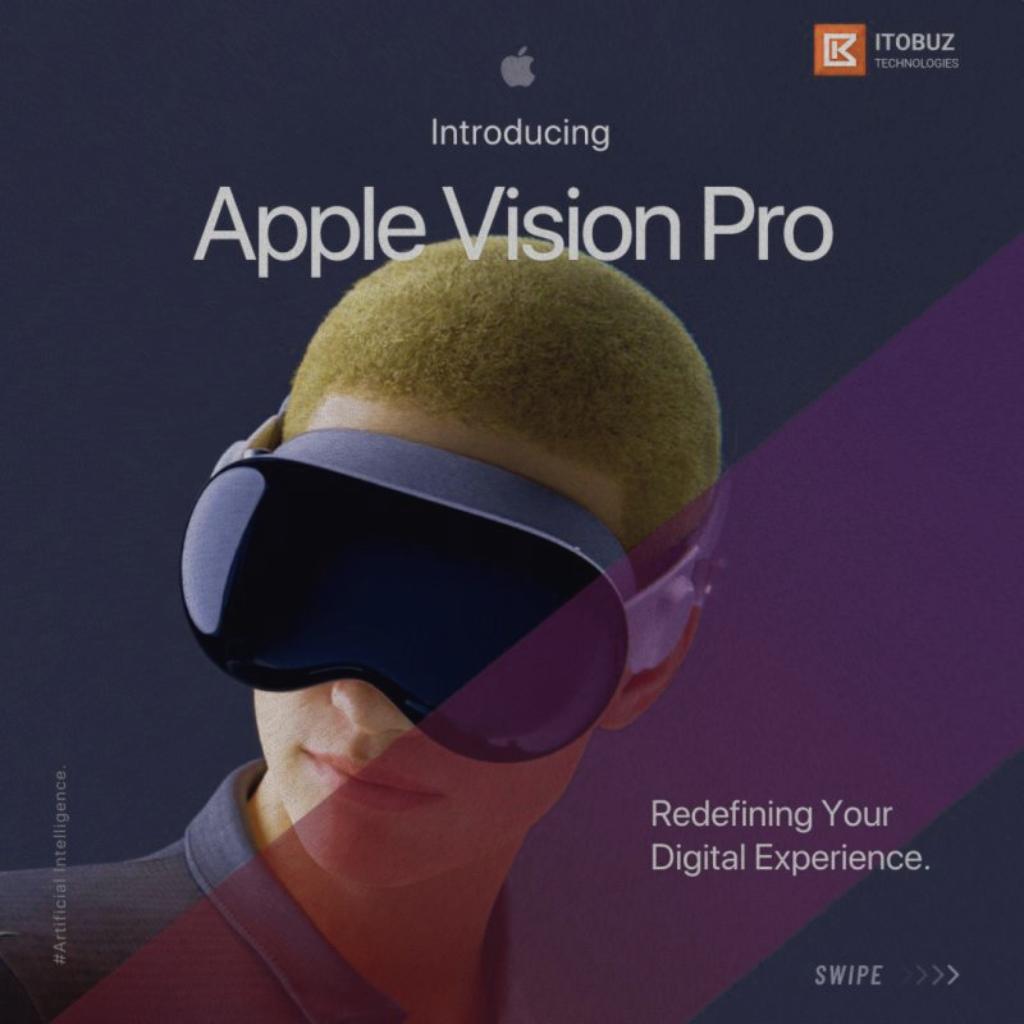 ITOBUZ
TECHNOLOGIES
Introducing
Apple Vision Pro
Redefining Your
Digital Experience.
#Artificial Intelligence.
SWIPE